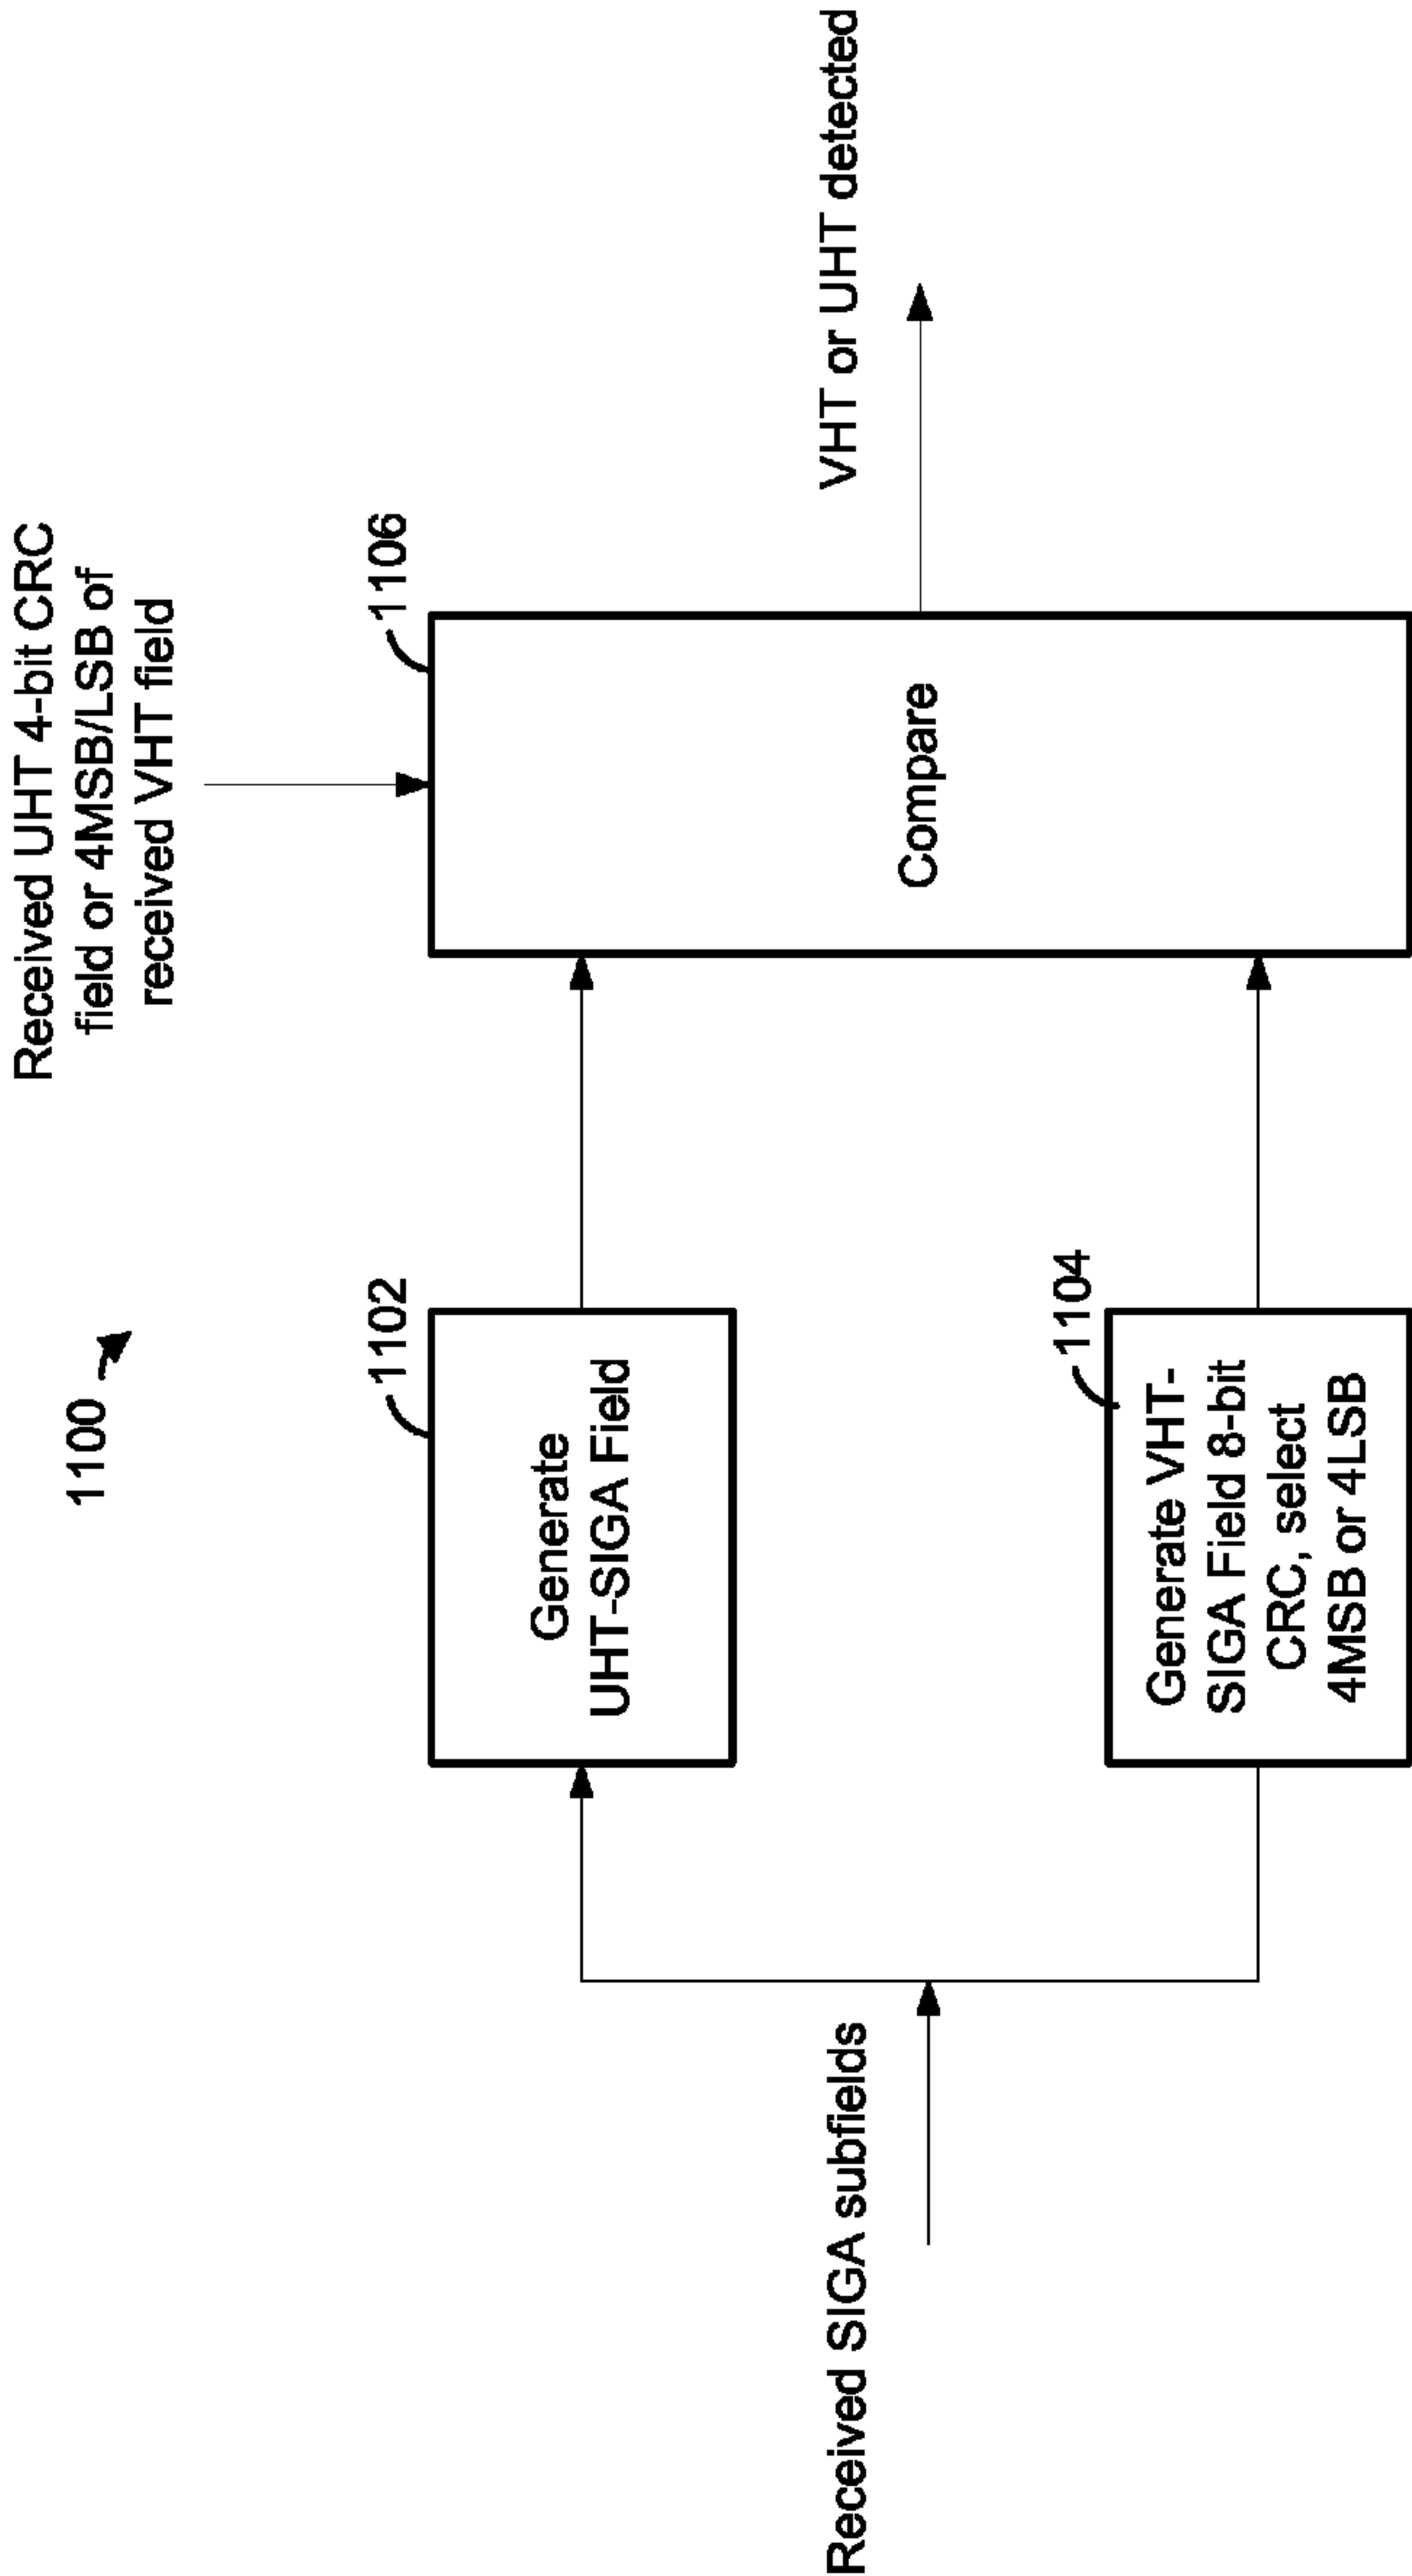 1100
Received UHT 4-bit CRC
field or 4MSB/LSB of
received VHT field
1102
Generate
UHT-SIGA Field
1106
Compare
Received SIGA subfields
VHT or UHT detected
1104
Generate VHT-
SIGA Field 8-bit
CRC, select
4MSB or 4LSB